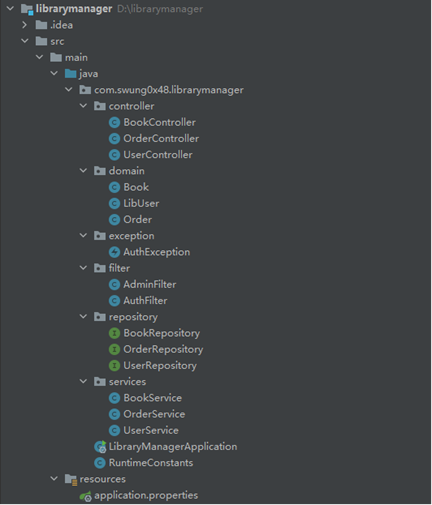 librarymanager D:\librarymanager
.idea
src
main
java
com.swung0x48.librarymanager
controller
BookController
OrderController
UserController
domain
Book
LibUser
Order
exception
AuthException
filter
AdminFilter
AuthFilter
repository
BookRepository
OrderRepository
UserRepository
services
BookService
OrderService
UserService
LibraryManagerApplication
RuntimeConstants
resources
application.properties